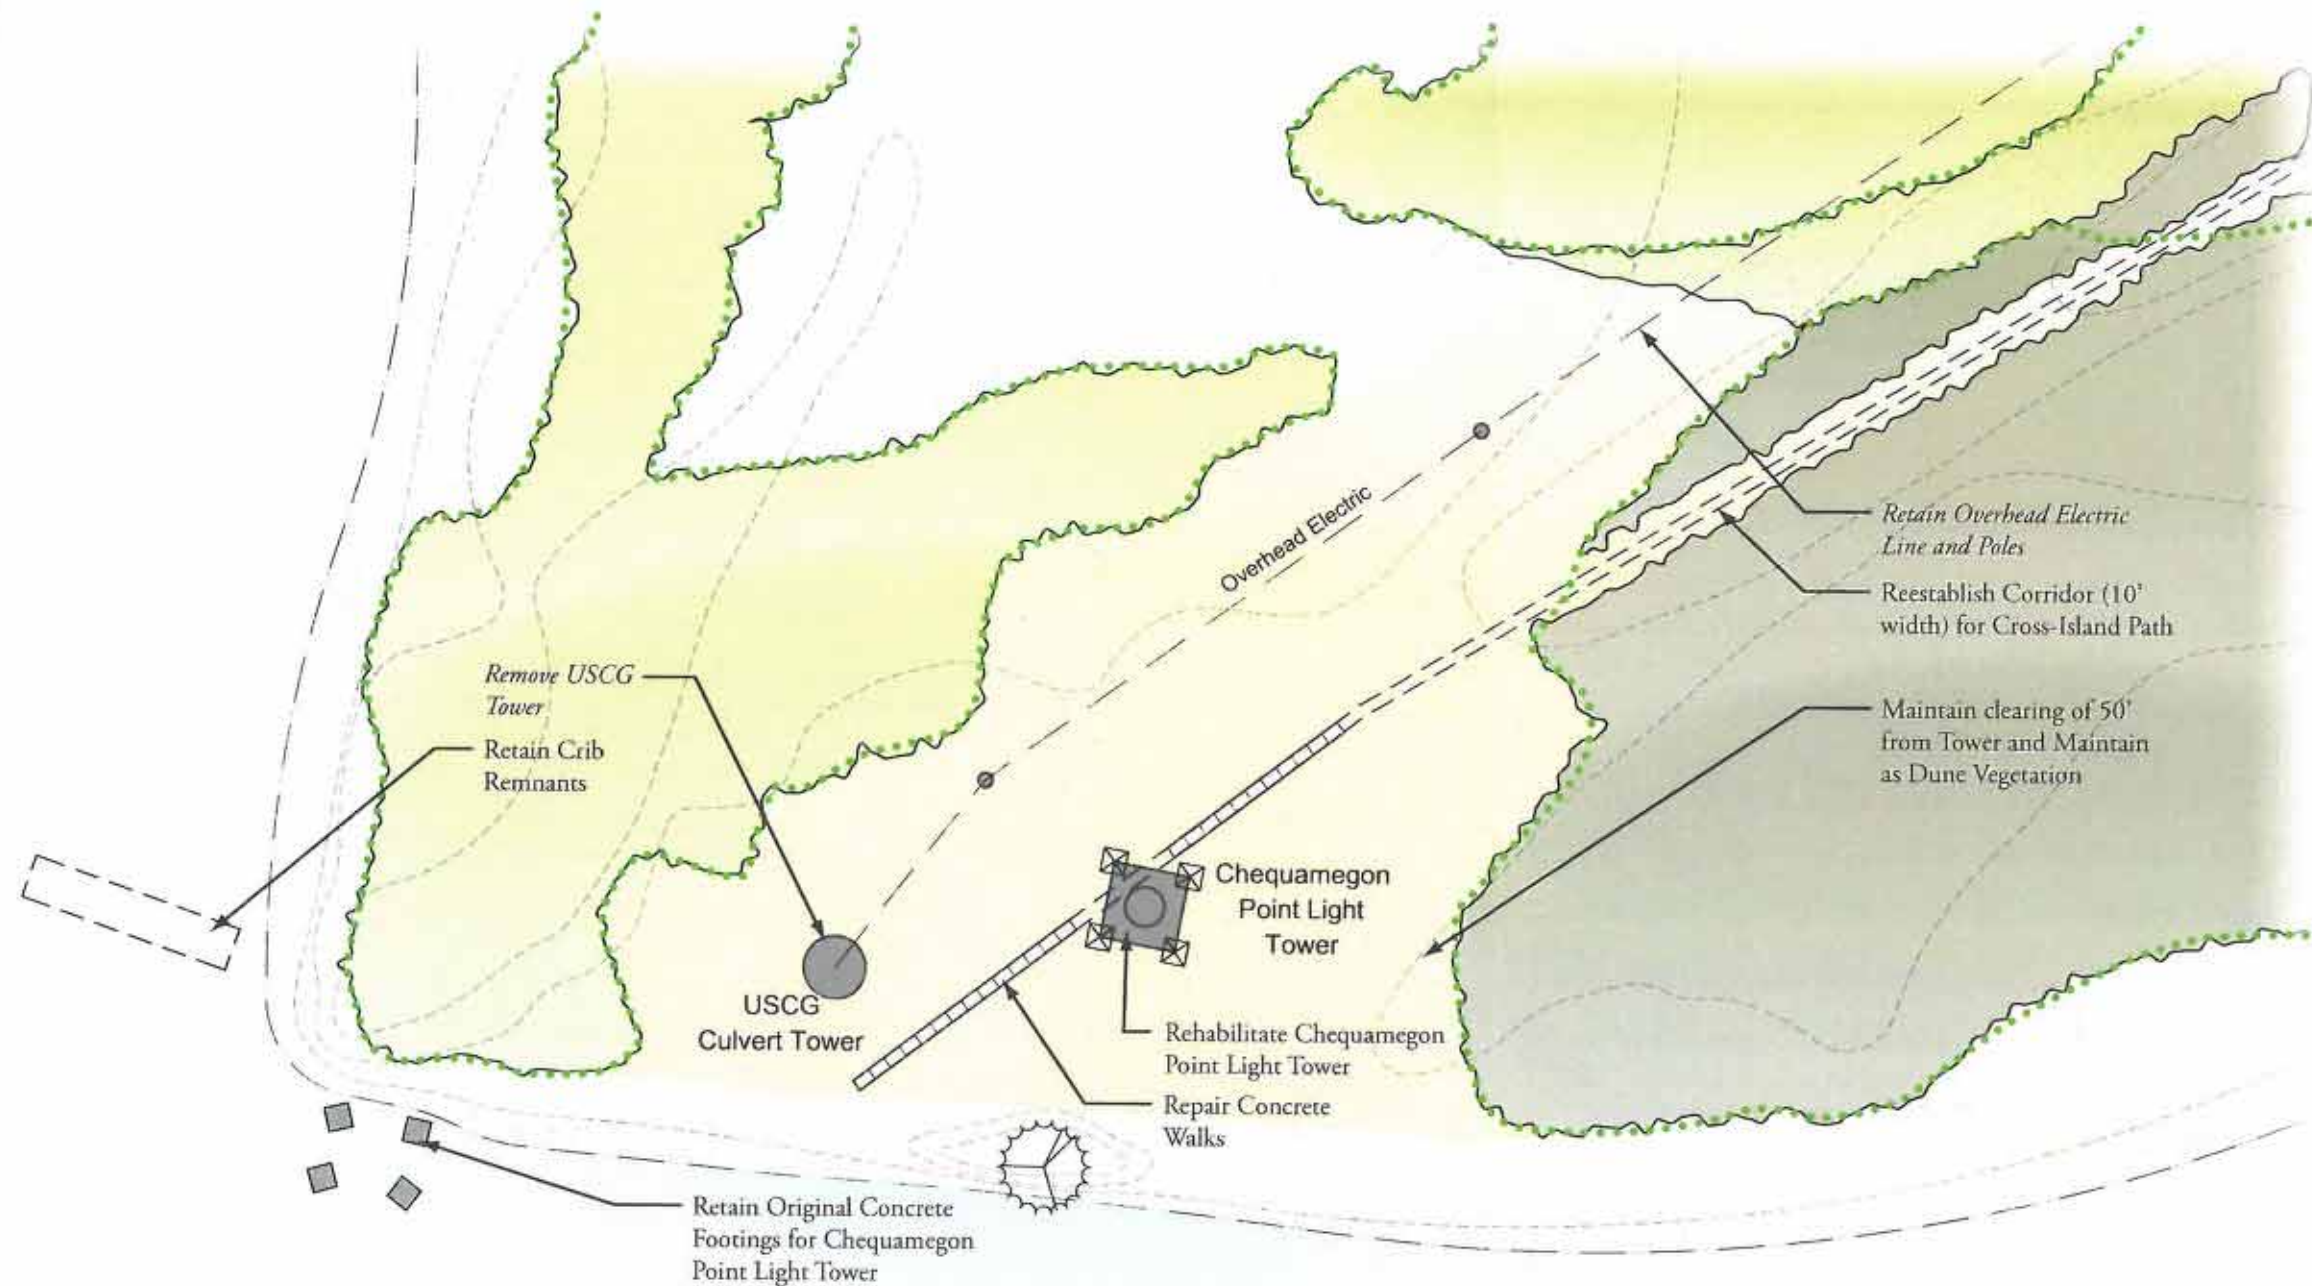 Overhead Electric
Retain Overhead Electric
Line and Poles
Reestablish Corridor (10'
width) for Cross-Island Path
Remove USCG
Tower
Retain Crib
Remnants
Maintain clearing of 50'
from Tower and Maintain
as Dune Vegetation
Chequamegon
Point Light
Tower
USCG
Culvert Tower
Rehabilitate Chequamegon
Point Light Tower
Repair Concrete
Walks
Retain Original Concrete
Footings for Chequamegon
Point Light Tower